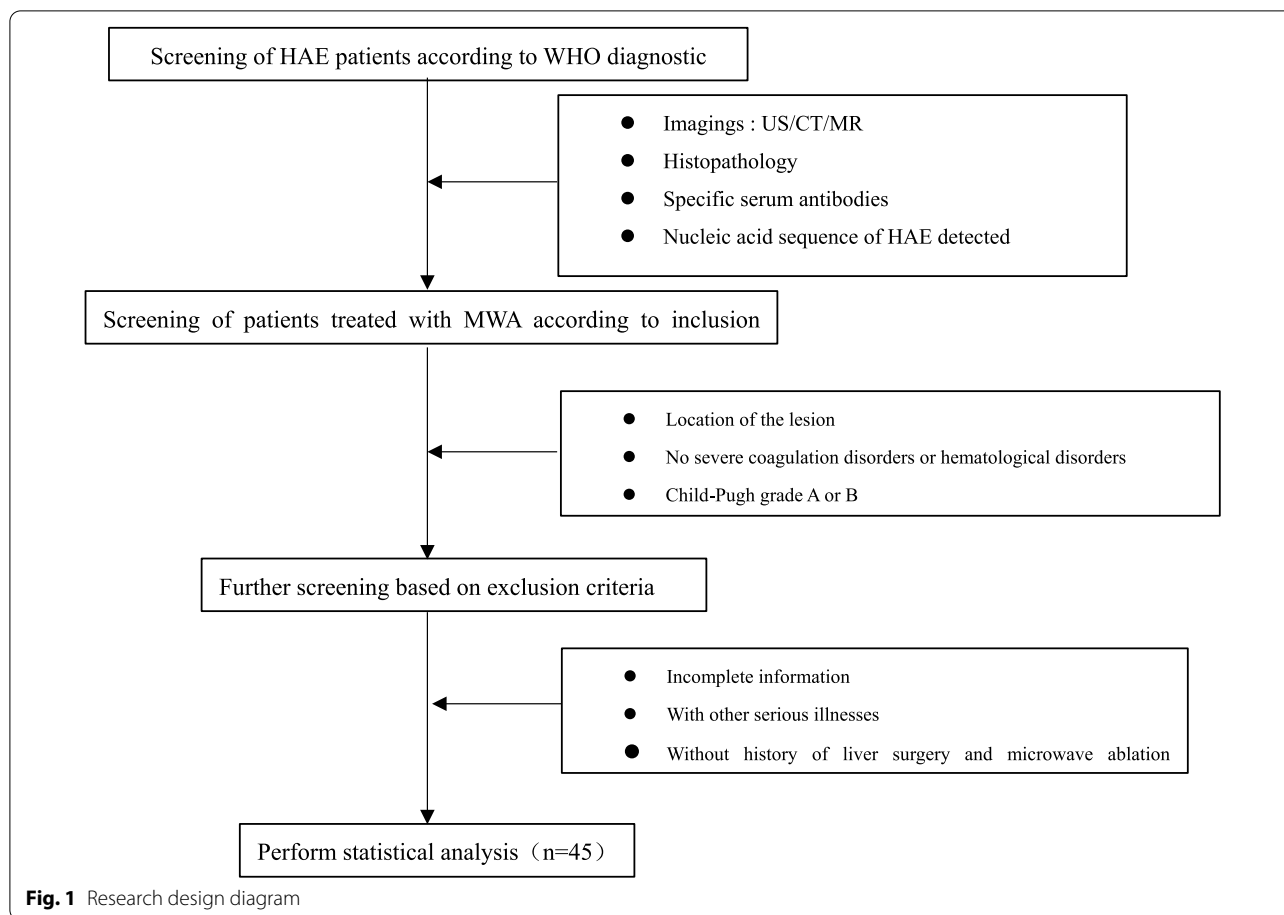 Screening of HAE patients according to WHO diagnostic
● Imagings : US/CT/MR
● Histopathology
● Specific serum antibodies
● Nucleic acid sequence of HAE detected
Screening of patients treated with MWA according to inclusion
● Location of the lesion
● No severe coagulation disorders or hematological disorders
● Child-Pugh grade A or B
Further screening based on exclusion criteria
● Incomplete information
● With other serious illnesses
● Without history of liver surgery and microwave ablation
Perform statistical analysis（n=45）
Fig. 1 Research design diagram